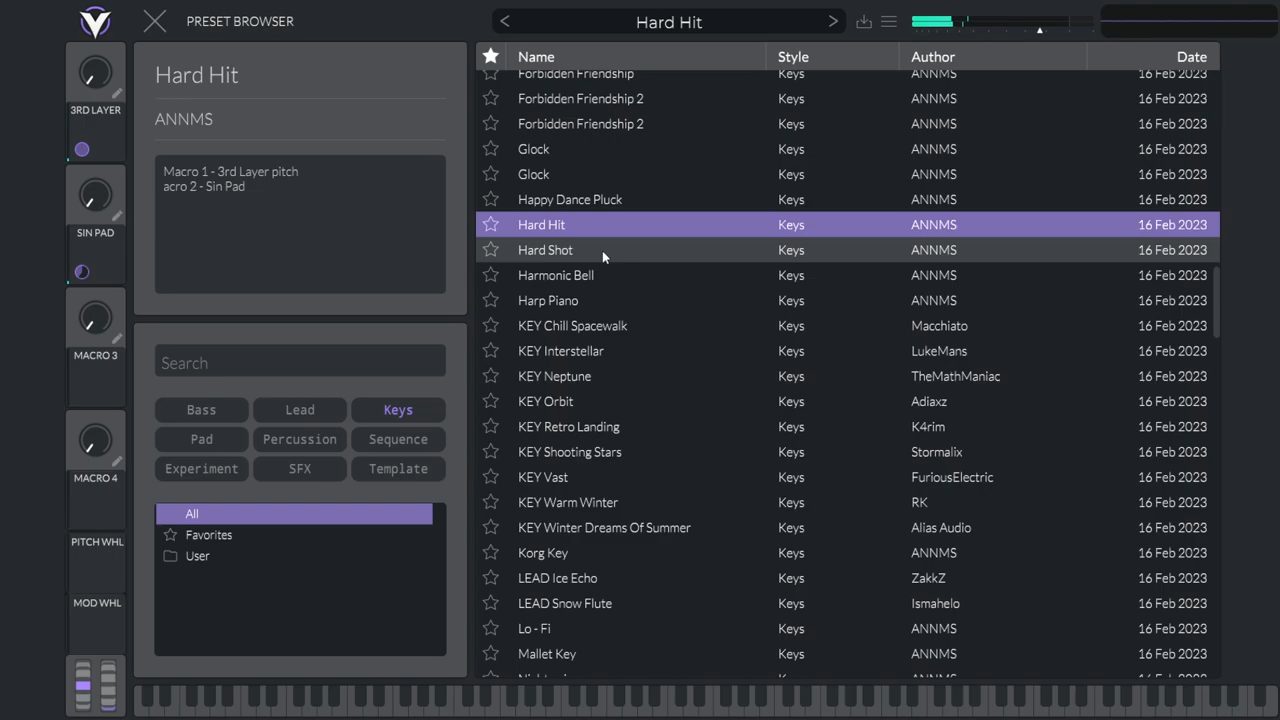 PRESET BROWSER
Hard Hit
3RD LAYER
SIN PAD
MACRO 3
MACRO 4
PITCH WHL
MOD WHL
Hard Hit
ANNMS
Macro 1 - 3rd Layer pitch
acro 2 - Sin Pad
Search
Bass Lead Keys
Pad Percussion Sequence
Experiment SFX Template
All
Favorites
User
Name Style Author Date
Forbidden Friendship Keys ANNMS 16 Feb 2023
Forbidden Friendship 2 Keys ANNMS 16 Feb 2023
Forbidden Friendship 2 Keys ANNMS 16 Feb 2023
Glock Keys ANNMS 16 Feb 2023
Glock Keys ANNMS 16 Feb 2023
Happy Dance Pluck Keys ANNMS 16 Feb 2023
Hard Hit Keys ANNMS 16 Feb 2023
Hard Shot Keys ANNMS 16 Feb 2023
Harmonic Bell Keys ANNMS 16 Feb 2023
Harp Piano Keys ANNMS 16 Feb 2023
KEY Chill Spacewalk Keys Macchiato 16 Feb 2023
KEY Interstellar Keys LukeMans 16 Feb 2023
KEY Neptune Keys TheMathManiac 16 Feb 2023
KEY Orbit Keys Adiaxz 16 Feb 2023
KEY Retro Landing Keys K4rim 16 Feb 2023
KEY Shooting Stars Keys Stormalix 16 Feb 2023
KEY Vast Keys FuriousElectric 16 Feb 2023
KEY Warm Winter Keys RK 16 Feb 2023
KEY Winter Dreams Of Summer Keys Alias Audio 16 Feb 2023
Korg Key Keys ANNMS 16 Feb 2023
LEAD Ice Echo Keys ZakkZ 16 Feb 2023
LEAD Snow Flute Keys Ismahelo 16 Feb 2023
Lo - Fi Keys ANNMS 16 Feb 2023
Mallet Key Keys ANNMS 16 Feb 2023